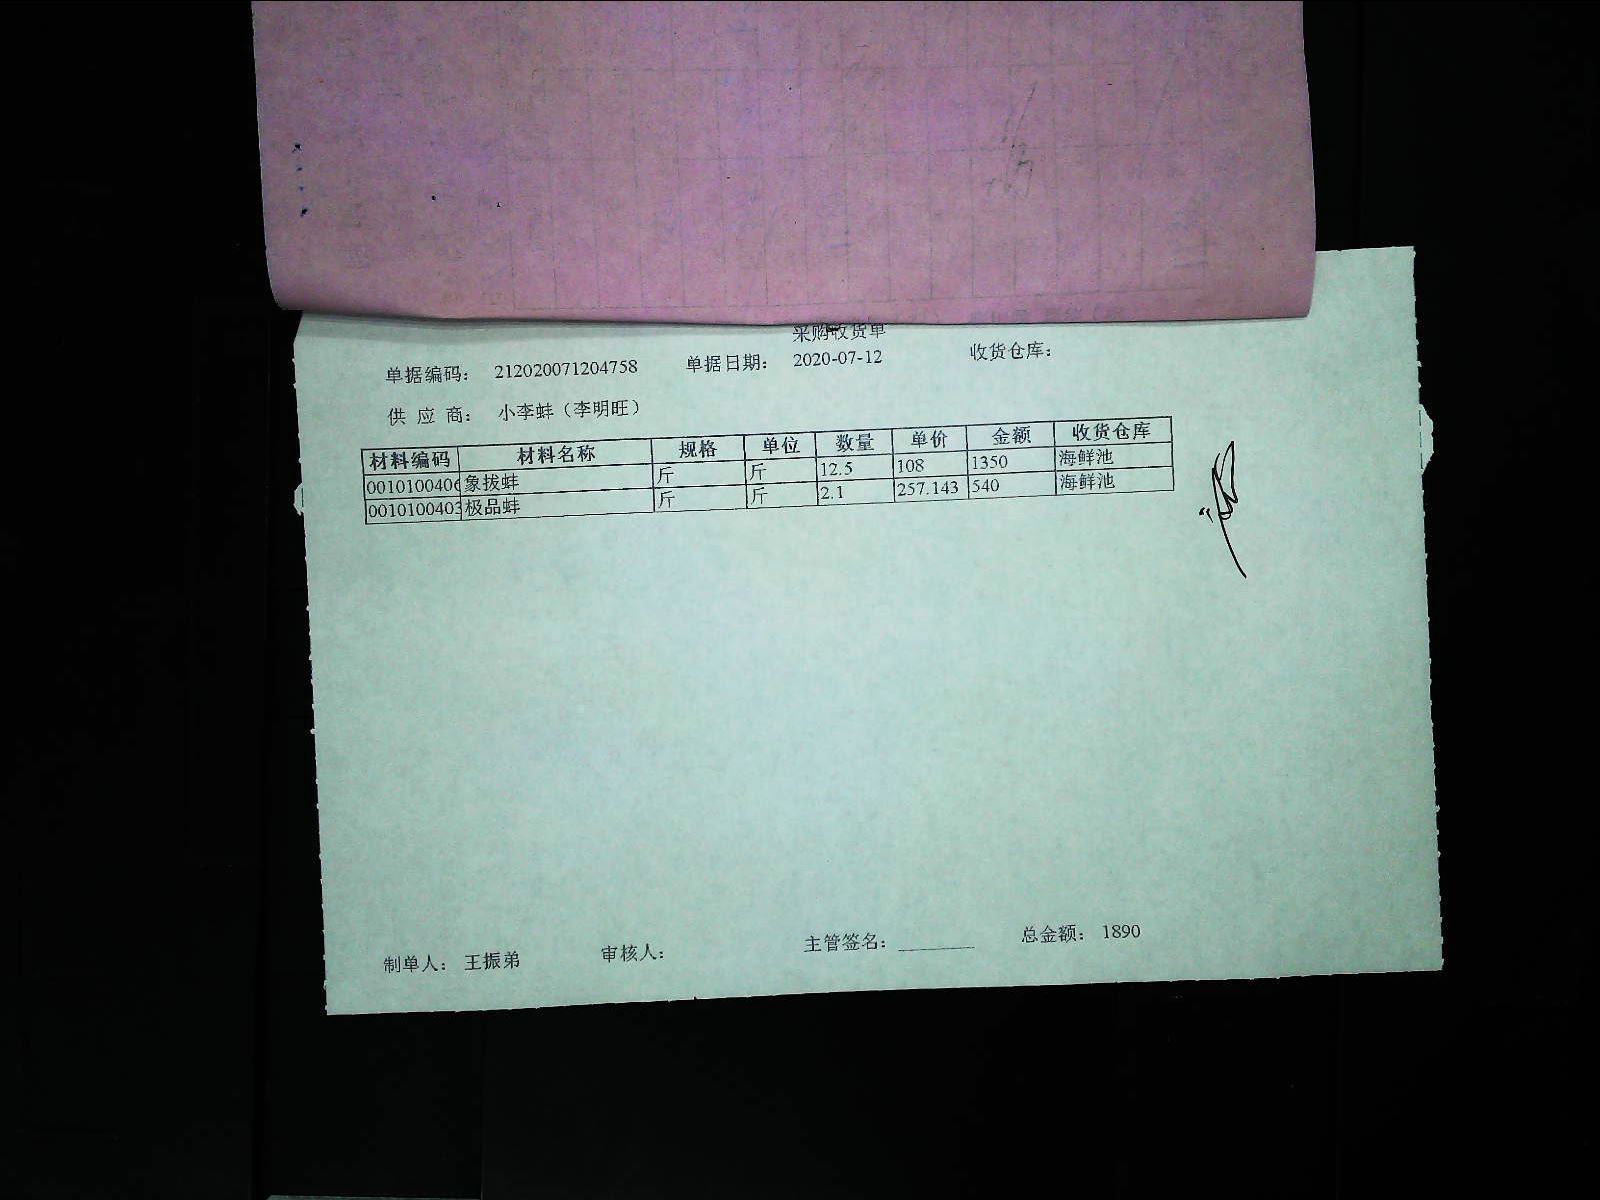 采购收货单
单据编码： 212020071204758 单据日期： 2020-07-12 收货仓库：
供 应 商： 小李蚌（李明旺）
材料编码 材料名称 规格 单位 数量 单价 金额 收货仓库
001010040 象拔蚌 斤 斤 12.5 108 1350 海鲜池
0010100403 极品蚌 斤 斤 2.1 257.143 540 海鲜池
制单人： 王振弟 审核人： 主管签名： 总金额： 1890